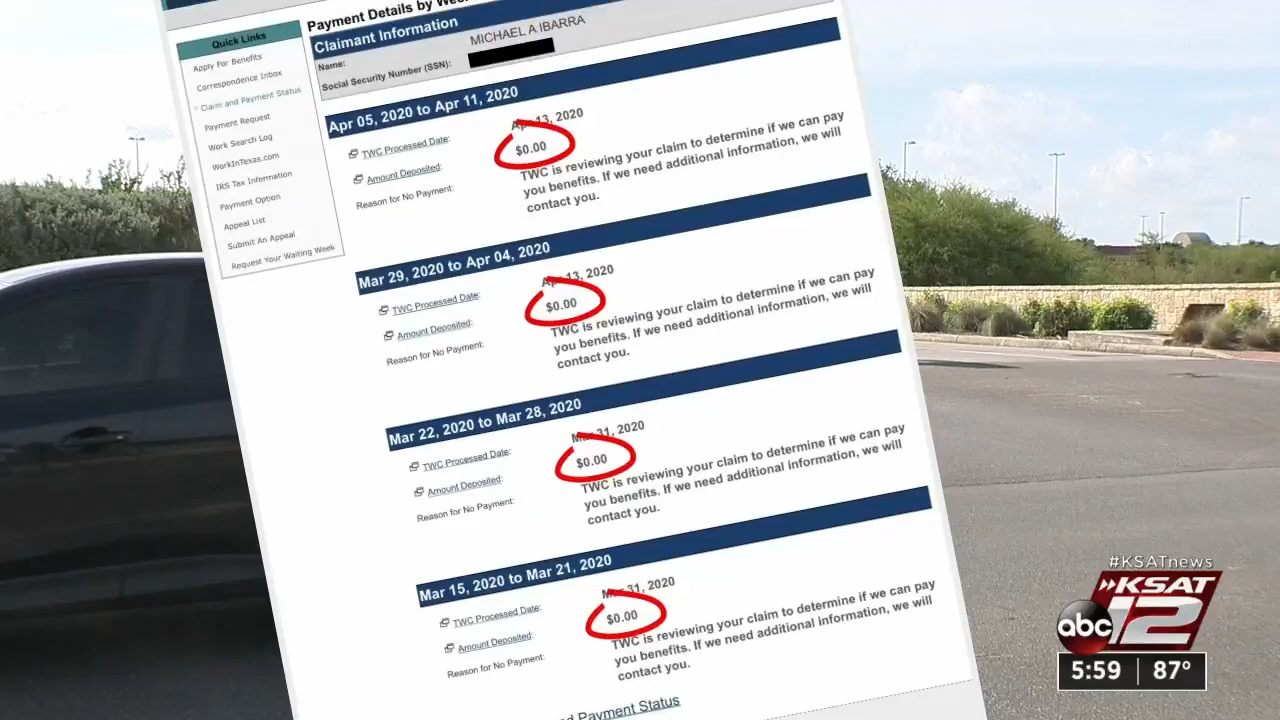 Payment Details by
Quick Links
Apply For Benefits
Correspondence Inbox
Claim and Payment Status
Payment Request
Work Search Log
WorkInTexas.com
IRS Tax Information
Payment Option
Appeal List
Submit An Appeal
Request Your Waiting Week
Claimant Information
Name: MICHAEL A IBARRA
Social Security Number (SSN):
Apr 05, 2020 to Apr 11, 2020
TWC Processed Date: Apr 13, 2020
Amount Deposited: $0.00
Reason for No Payment: TWC is reviewing your claim to determine if we can pay
you benefits. If we need additional information, we will
contact you.
Mar 29, 2020 to Apr 04, 2020
TWC Processed Date: Apr 13, 2020
Amount Deposited: $0.00
Reason for No Payment: TWC is reviewing your claim to determine if we can pay
you benefits. If we need additional information, we will
contact you.
Mar 22, 2020 to Mar 28, 2020
TWC Processed Date: Mar 31, 2020
Amount Deposited: $0.00
Reason for No Payment: TWC is reviewing your claim to determine if we can pay
you benefits. If we need additional information, we will
contact you.
Mar 15, 2020 to Mar 21, 2020
TWC Processed Date: Mar 31, 2020
Amount Deposited: $0.00
Reason for No Payment: TWC is reviewing your claim to determine if we can pay
you benefits. If we need additional information, we will
contact you.
Payment Status
#KSATnews
KSAT
abc 12
5:59 87°